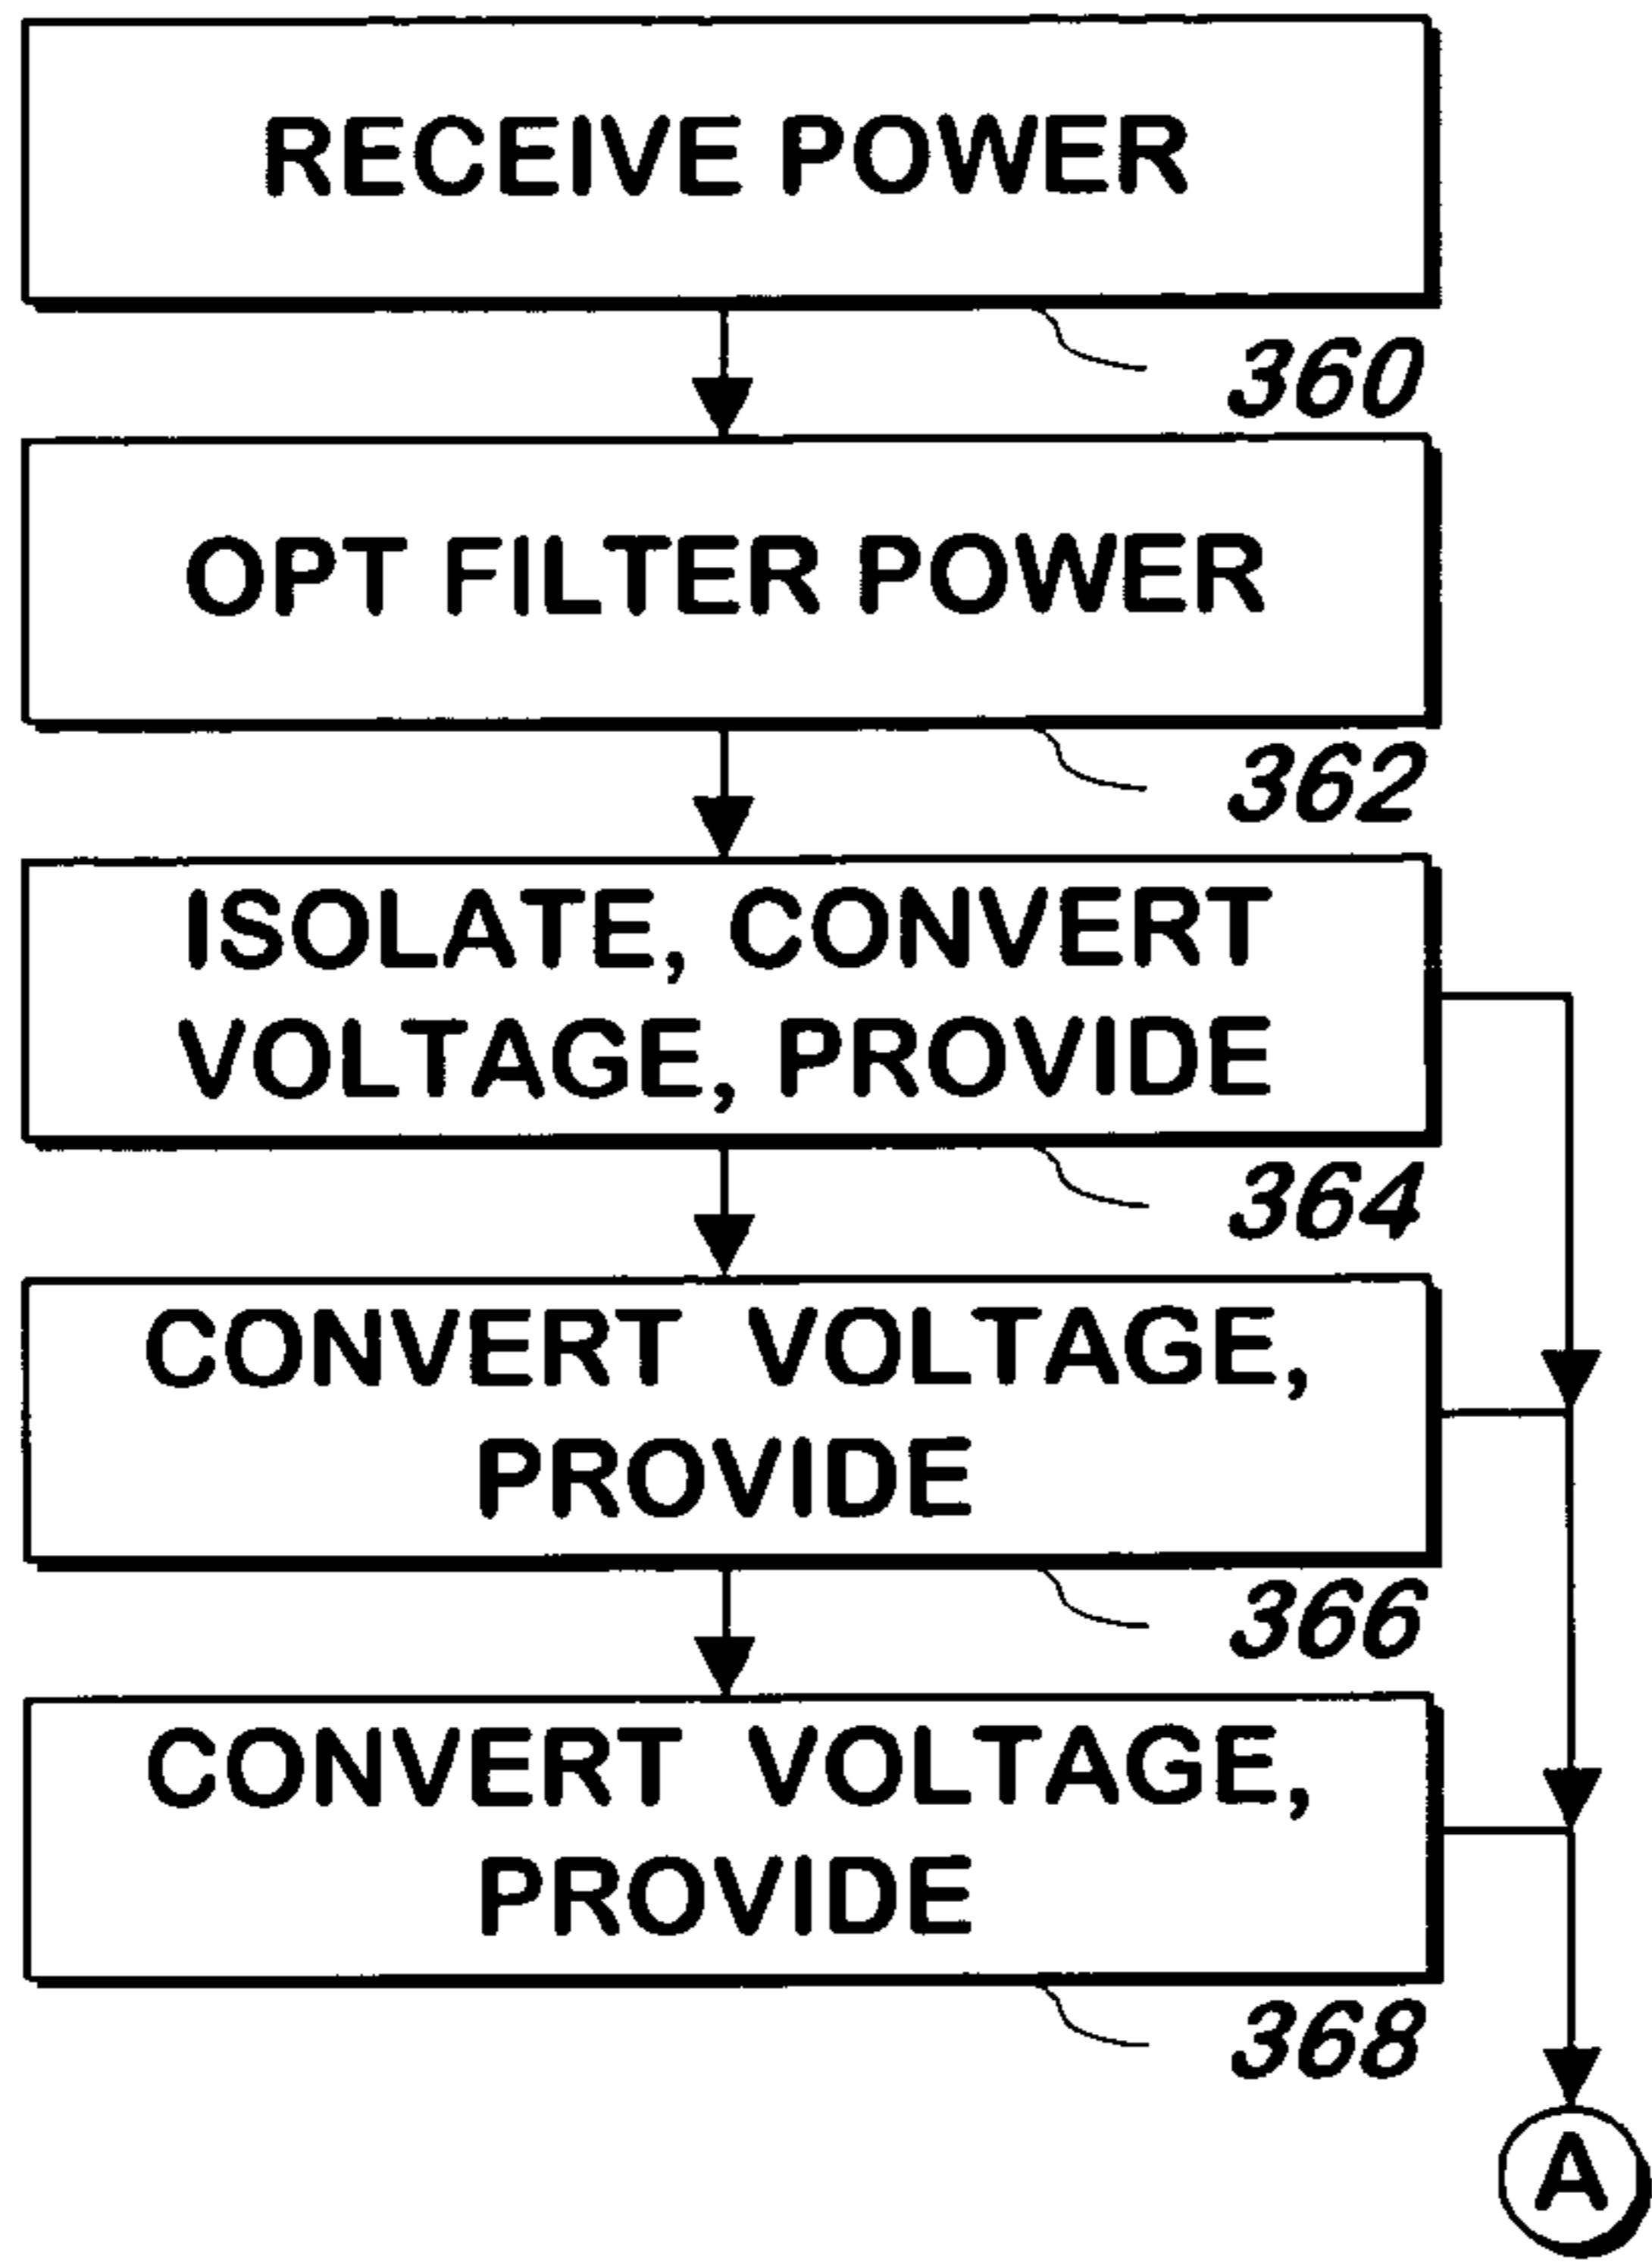 RECEIVE POWER
360
OPT FILTER POWER
362
ISOLATE, CONVERT
VOLTAGE, PROVIDE
364
CONVERT VOLTAGE,
PROVIDE
366
CONVERT VOLTAGE,
PROVIDE
368
A